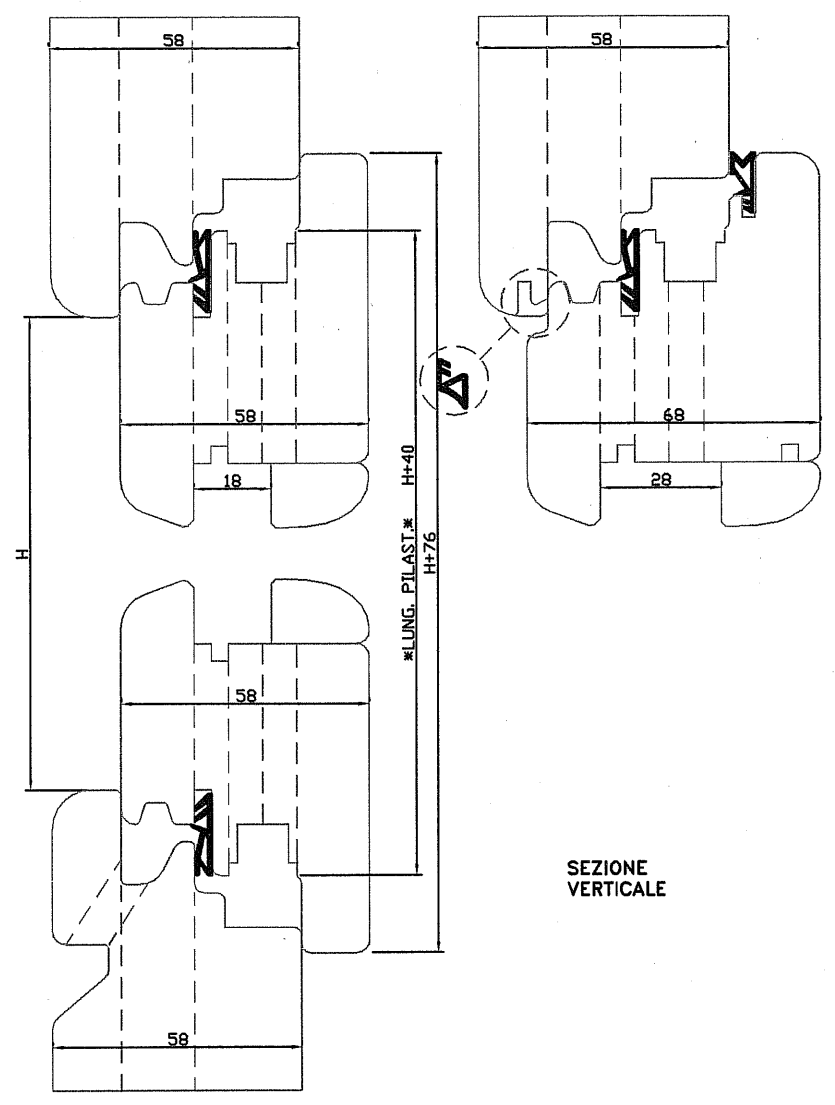 58
58
58
68
18
28
H
*LUNG. PILAST.* H+40
H+76
58
SEZIONE
VERTICALE
58